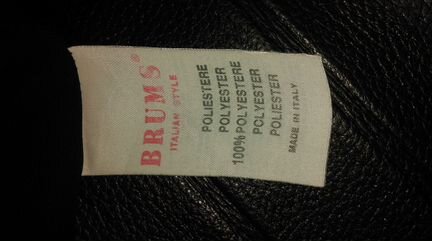 BRUMS®
ITALIAN STYLE
POLIESTERE
POLYESTER
100% POLYESTERE
POLYESTER
POLIESTER
MADE IN ITALY